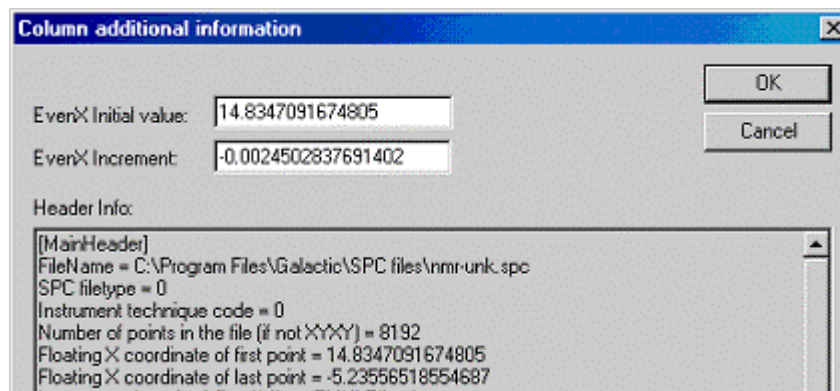 Column additional information
OK
EvenX Initial value: 14.8347091674805
Cancel
EvenX Increment: -0.0024502837691402
Header Info:
[MainHeader]
FileName = C:\Program Files\Galactic\SPC files\nmr-unk.spc
SPC filetype = 0
Instrument technique code = 0
Number of points in the file (if not XYXY) = 8192
Floating X coordinate of first point = 14.8347091674805
Floating X coordinate of last point = -5.23556518554687